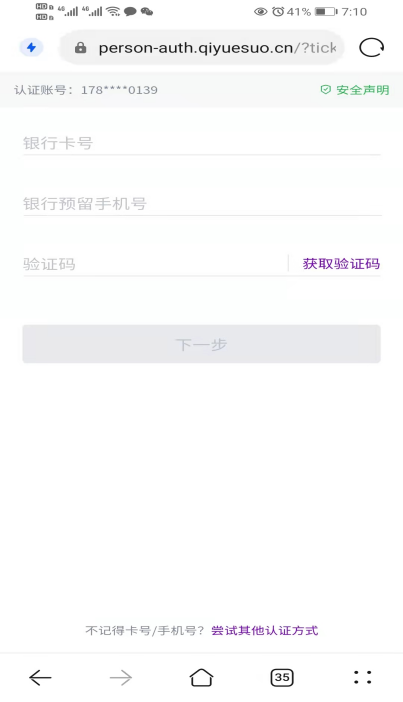 41% 7:10
person-auth.qiyuesuo.cn/?tick
认证账号：178****0139 安全声明
银行卡号
银行预留手机号
验证码 获取验证码
下一步
不记得卡号/手机号？尝试其他认证方式
35